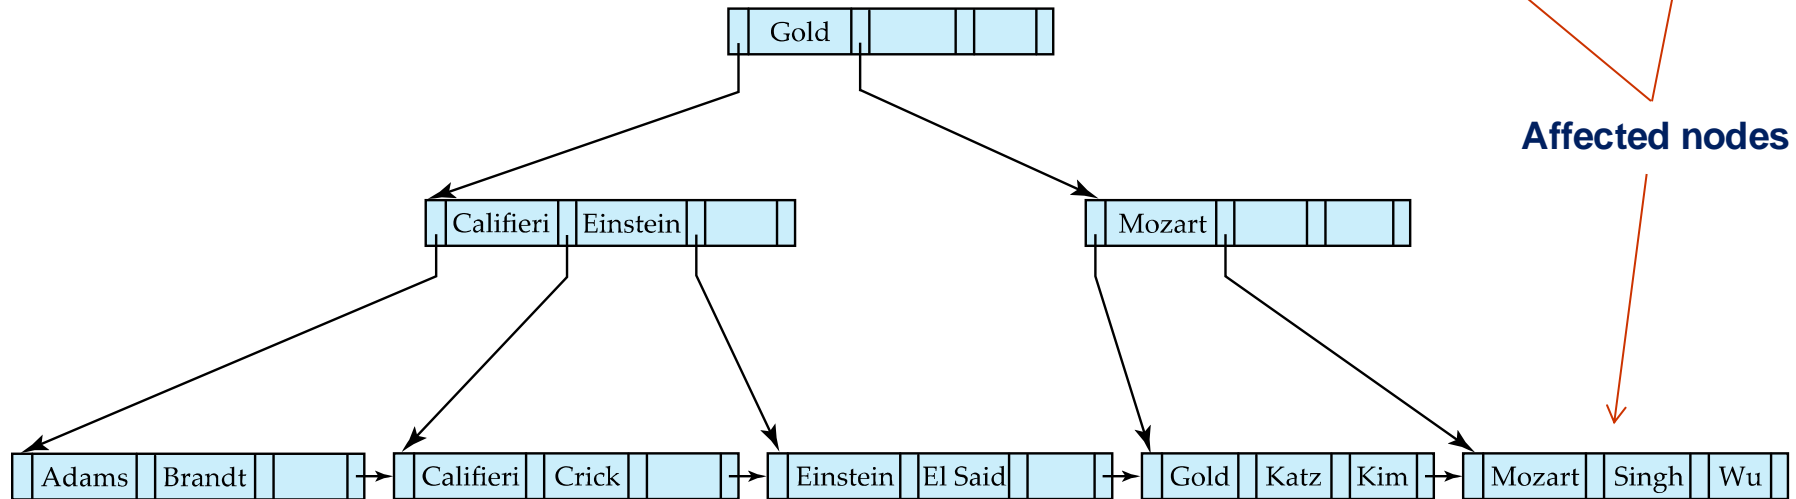 Gold
Affected nodes
Califieri Einstein Mozart
Adams Brandt Califieri Crick Einstein El Said Gold Katz Kim Mozart Singh Wu